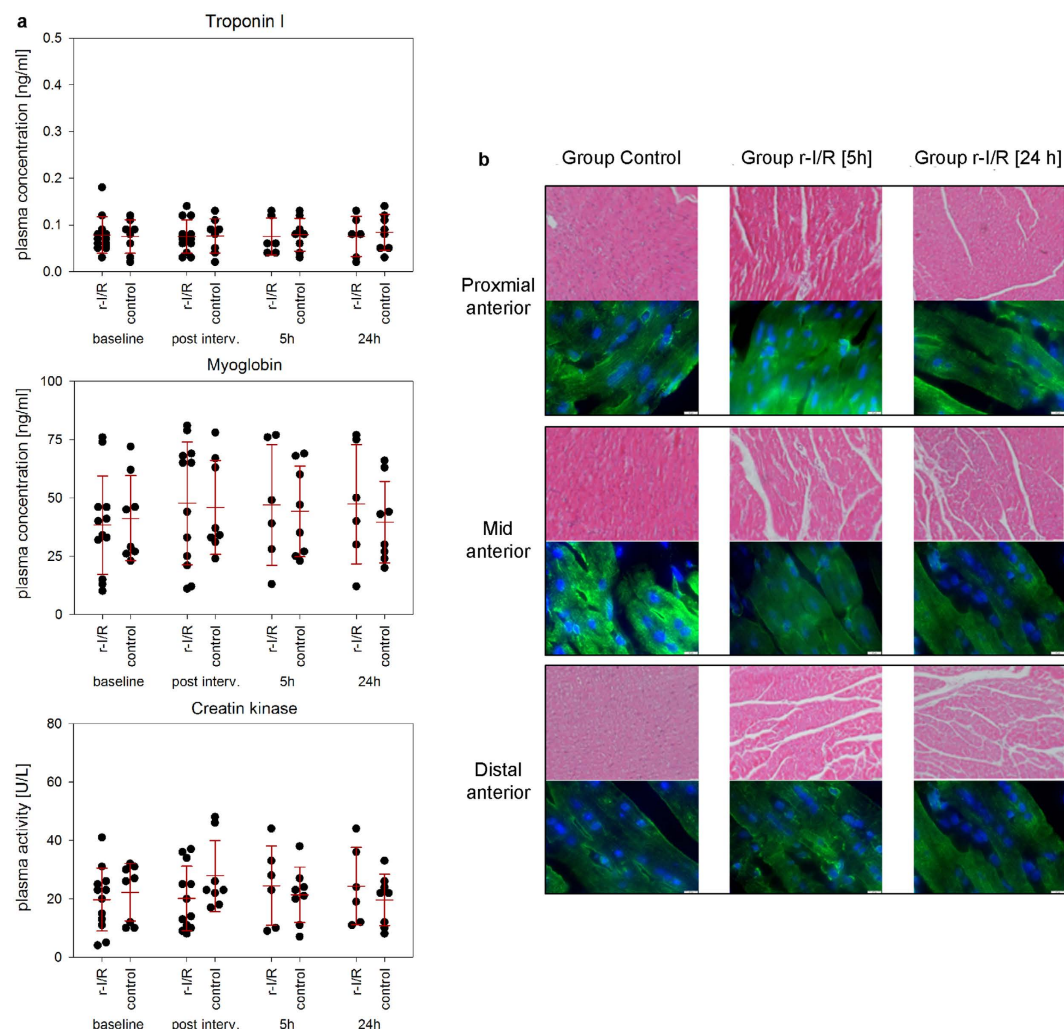 a
Troponin I
plasma concentration [ng/ml]
0.5
0.4
0.3
0.2
0.1
0.0
r-I/R
control
r-I/R
control
r-I/R
control
r-I/R
control
baseline
post interv.
5h
24h
Myoglobin
plasma concentration [ng/ml]
100
75
50
25
0
r-I/R
control
r-I/R
control
r-I/R
control
r-I/R
control
baseline
post interv.
5h
24h
Creatin kinase
plasma activity [U/L]
80
60
40
20
0
r-I/R
control
r-I/R
control
r-I/R
control
r-I/R
control
baseline
post interv.
5h
24h
b
Group Control
Group r-I/R [5h]
Group r-I/R [24 h]
Proxmial
anterior
Mid
anterior
Distal
anterior